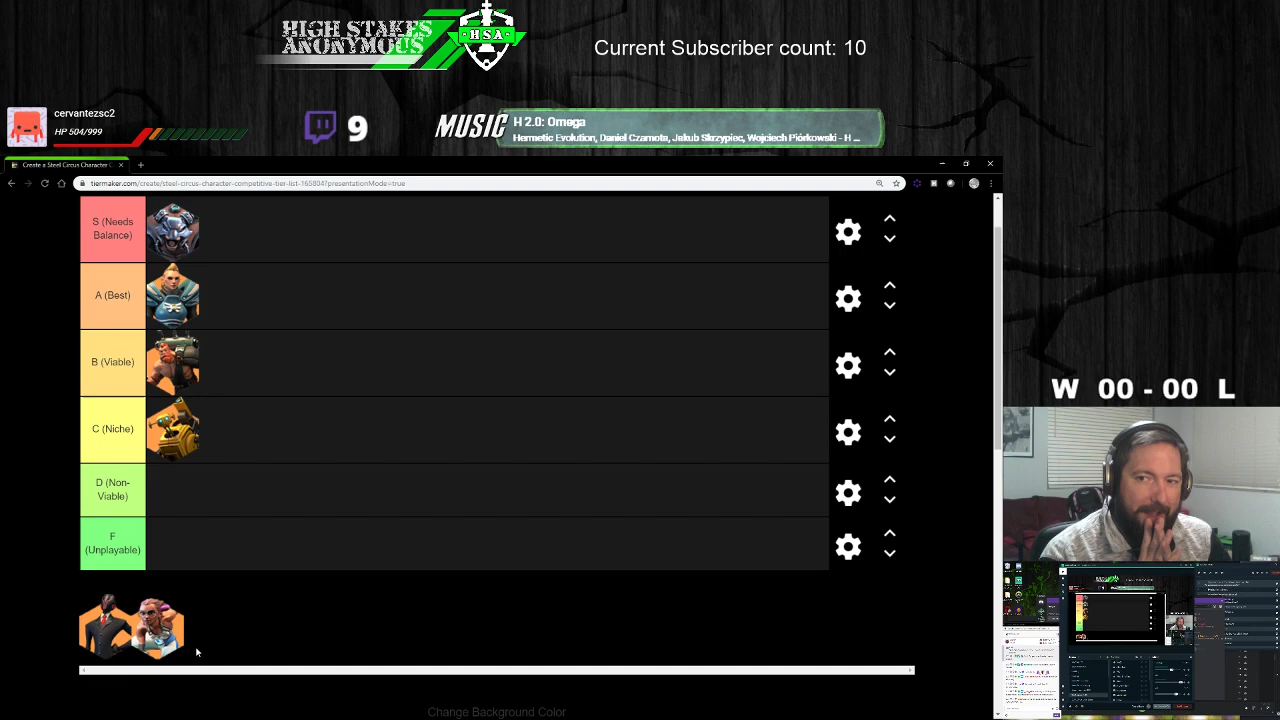 HIGH STAKES
ANONYMOUS
HSA
Current Subscriber count: 10
cervantezsc2
HP 504/999
9
MUSIC
H 2.0: Omega
Hermetic Evolution, Daniel Czarnota, Jakub Skrzypiec, Wojciech Piórkowski - H ...
Create a Steel Circus Character
tiermaker.com/create/steel-circus-character-competitive-tier-list-165804?presentationMode=true
S (Needs
Balance)
A (Best)
B (Viable)
C (Niche)
D (Non-
Viable)
F
(Unplayable)
W 00 - 00 L
Change Background Color